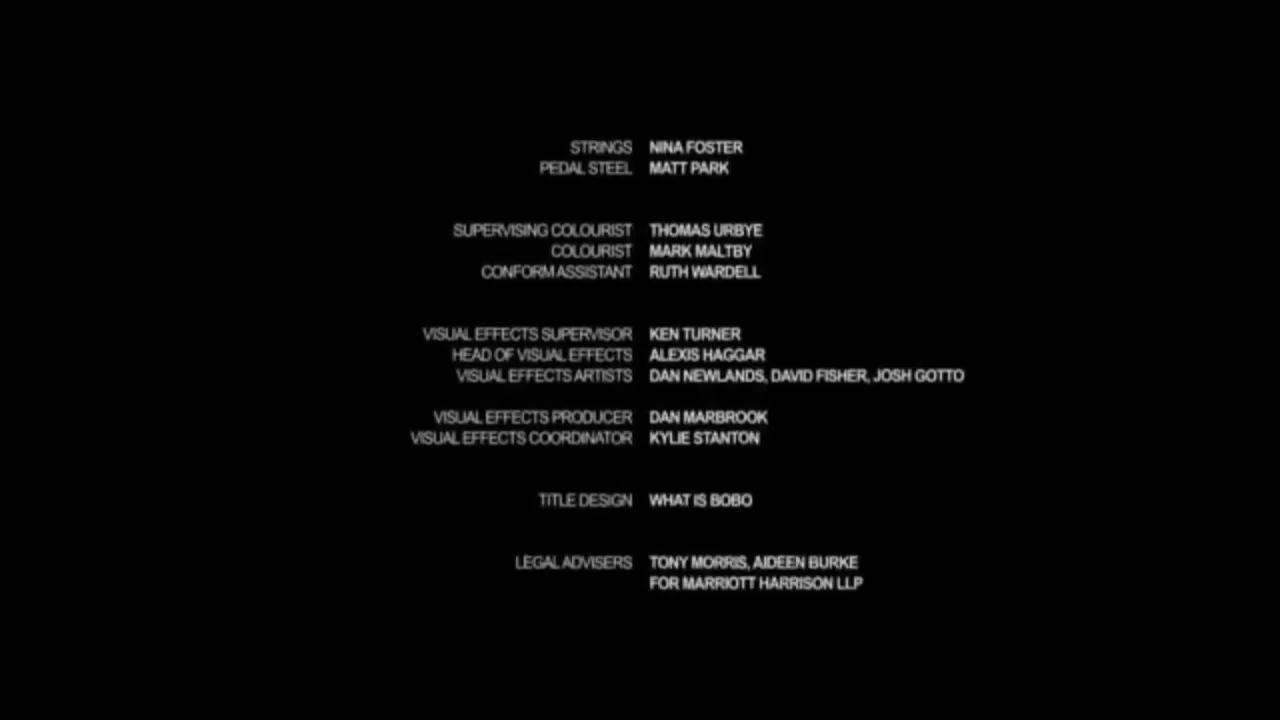 STRINGS NINA FOSTER
PEDAL STEEL MATT PARK
SUPERVISING COLOURIST THOMAS URBYE
COLOURIST MARK MALTBY
CONFORM ASSISTANT RUTH WARDELL
VISUAL EFFECTS SUPERVISOR KEN TURNER
HEAD OF VISUAL EFFECTS ALEXIS HAGGAR
VISUAL EFFECTS ARTISTS DAN NEWLANDS, DAVID FISHER, JOSH GOTTO
VISUAL EFFECTS PRODUCER DAN MARBROOK
VISUAL EFFECTS COORDINATOR KYLIE STANTON
TITLE DESIGN WHAT IS BOBO
LEGAL ADVISERS TONY MORRIS, AIDEEN BURKE
FOR MARRIOTT HARRISON LLP